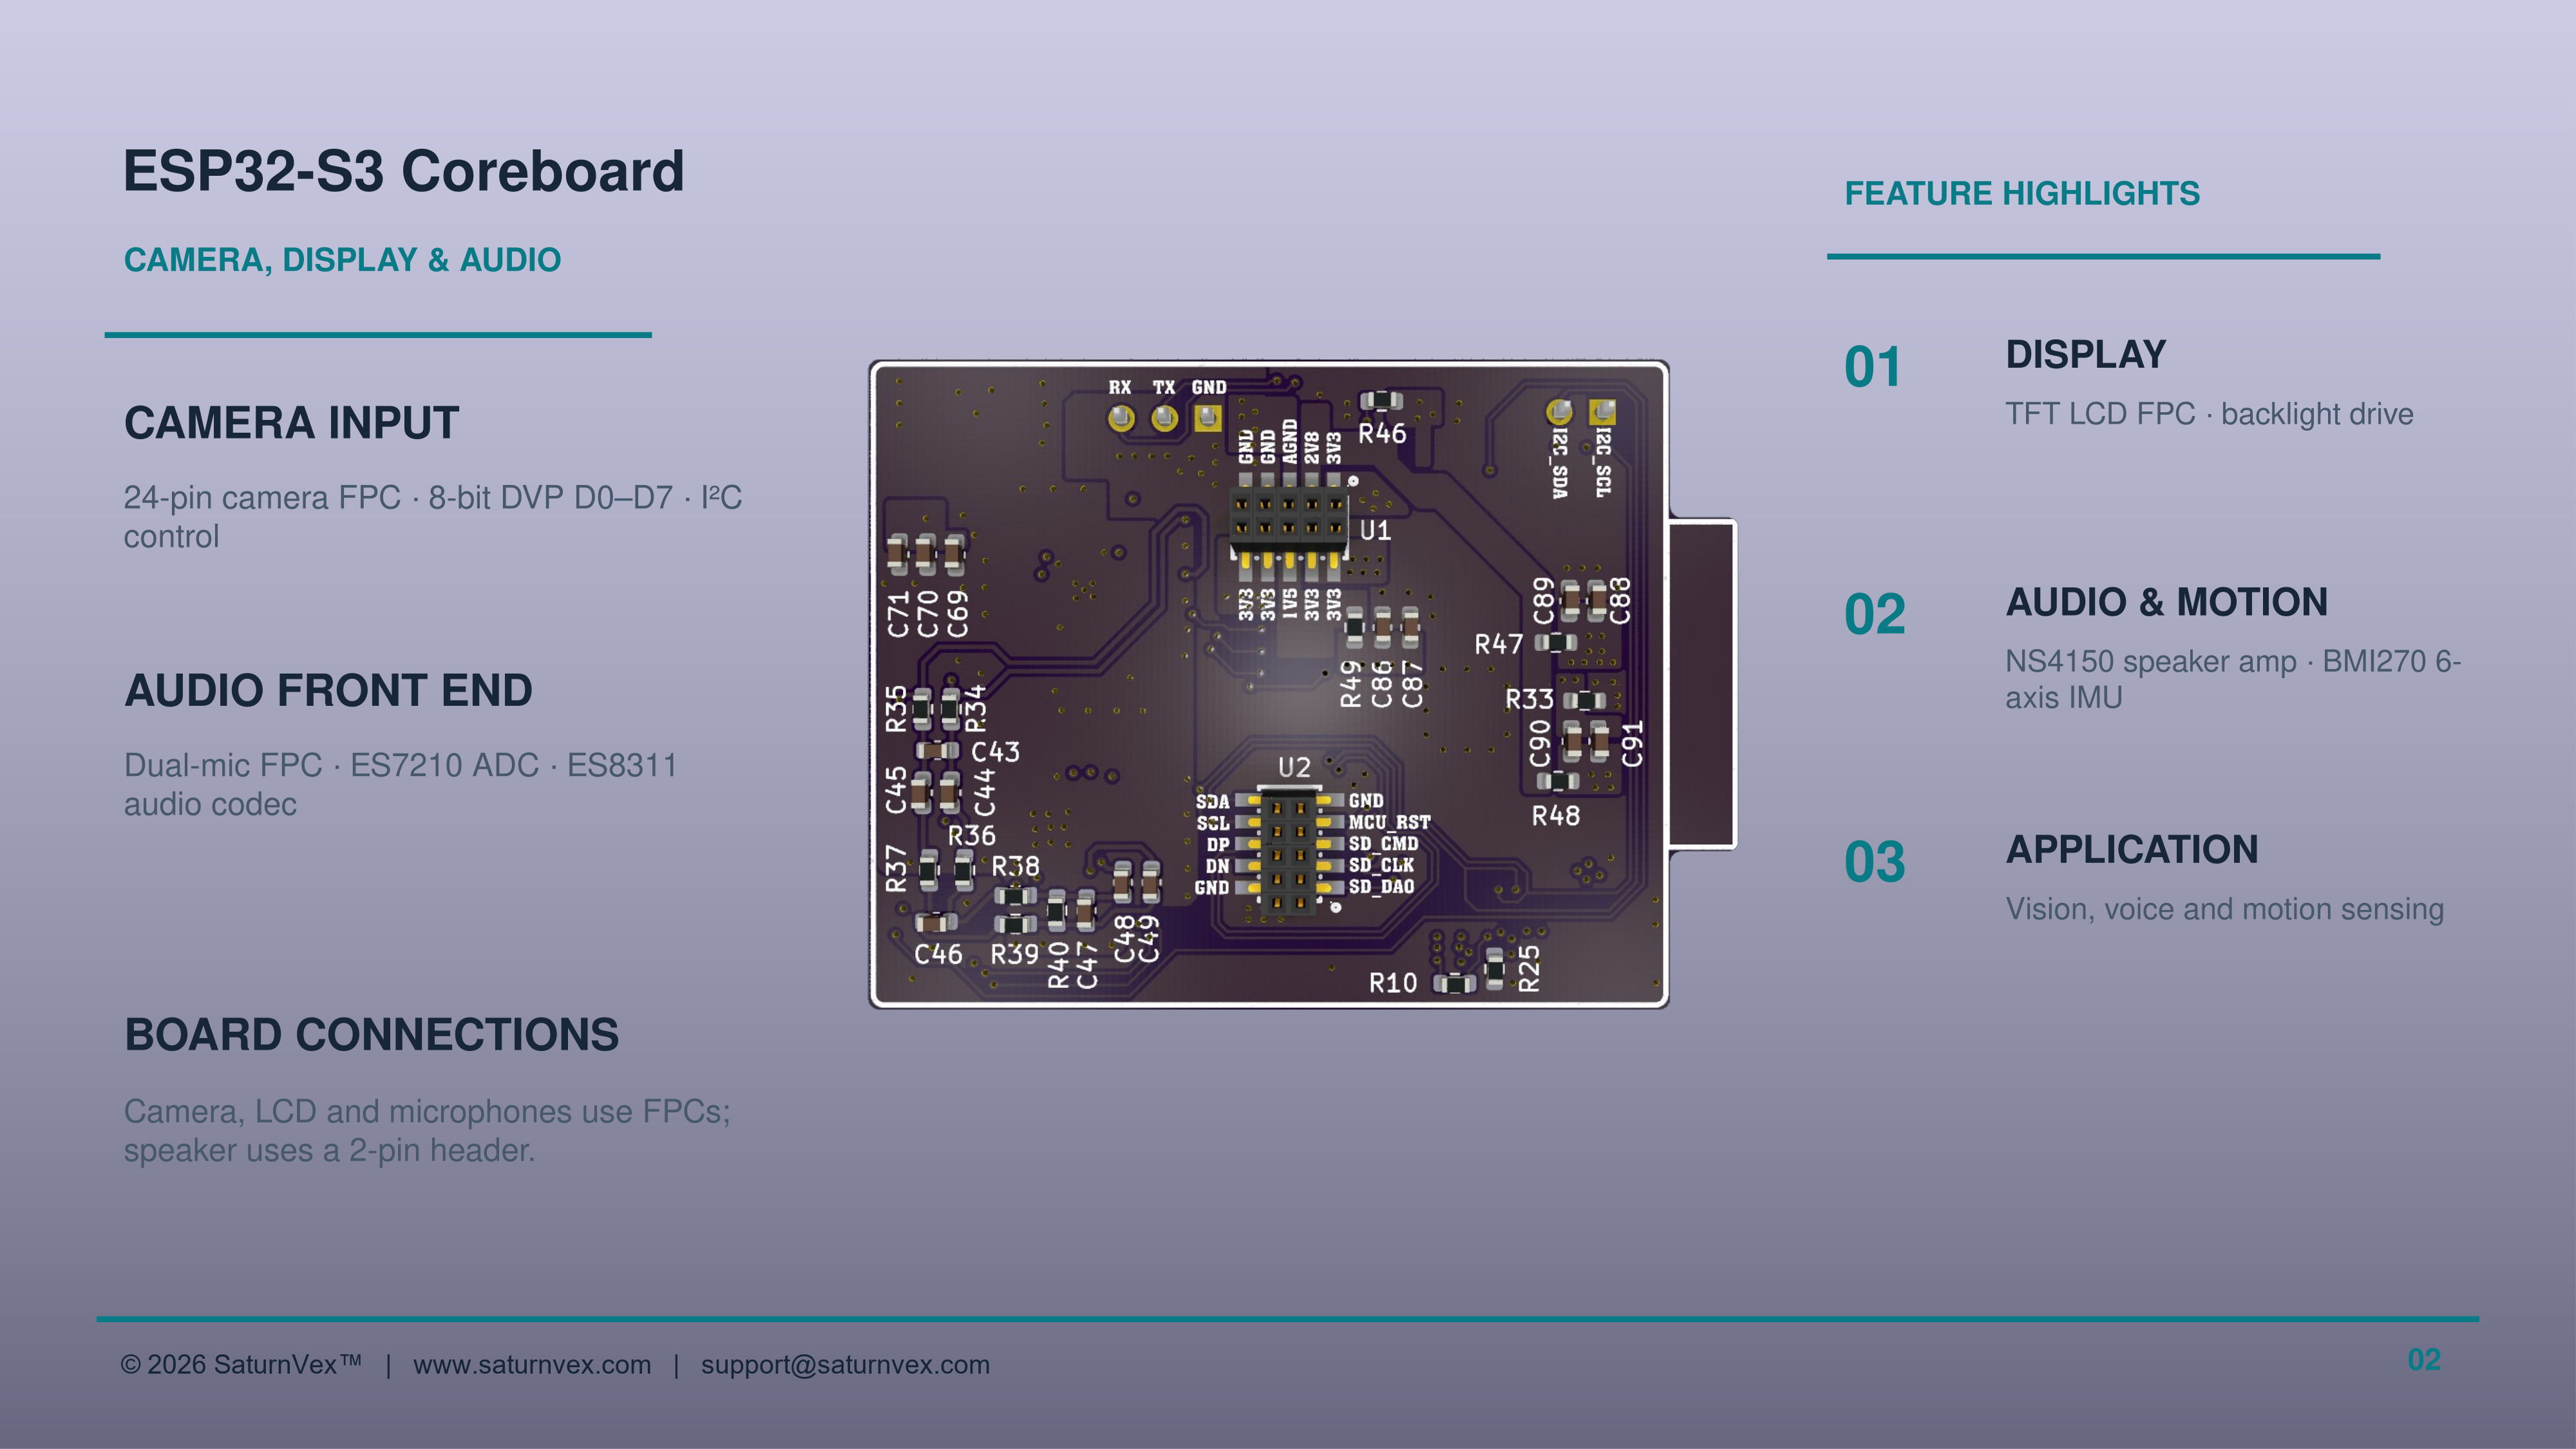 ESP32-S3 Coreboard
CAMERA, DISPLAY & AUDIO
CAMERA INPUT
24-pin camera FPC · 8-bit DVP D0–D7 · I²C
control
AUDIO FRONT END
Dual-mic FPC · ES7210 ADC · ES8311
audio codec
BOARD CONNECTIONS
Camera, LCD and microphones use FPCs;
speaker uses a 2-pin header.
RX TX GND
R46
GND GND AGND 2V8 3V3
I2C_SDA I2C_SCL
U1
3V3 3V3 1V5 3V3 3V3
C71 C70 C69
C89 C88
R47
R49 C86 C87
R35 R34
R33
C43
C90 C91
C45 C44
U2
R48
SDA GND
SCL MCU_RST
DP SD_CMD
DN SD_CLK
GND SD_DAO
R36
R37
R38
C46
R39
R40 C47
C48 C49
R10
R25
FEATURE HIGHLIGHTS
01
DISPLAY
TFT LCD FPC · backlight drive
02
AUDIO & MOTION
NS4150 speaker amp · BMI270 6-
axis IMU
03
APPLICATION
Vision, voice and motion sensing
© 2026 SaturnVex™ | www.saturnvex.com | support@saturnvex.com
02